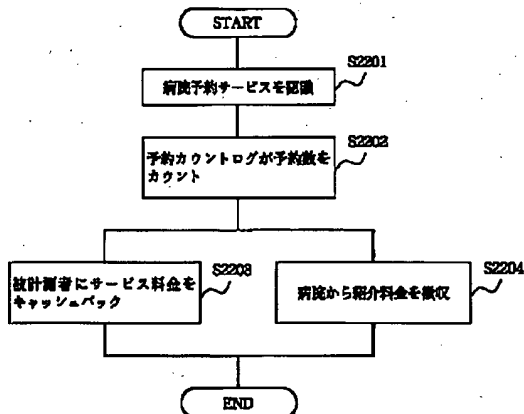 START
S2201
病院予約サービスを認識
S2202
予約カウントログが予約数を
カウント
被計測者にサービス料金を
キャッシュバック
S2203
病院から紹介料金を徴収
S2204
END